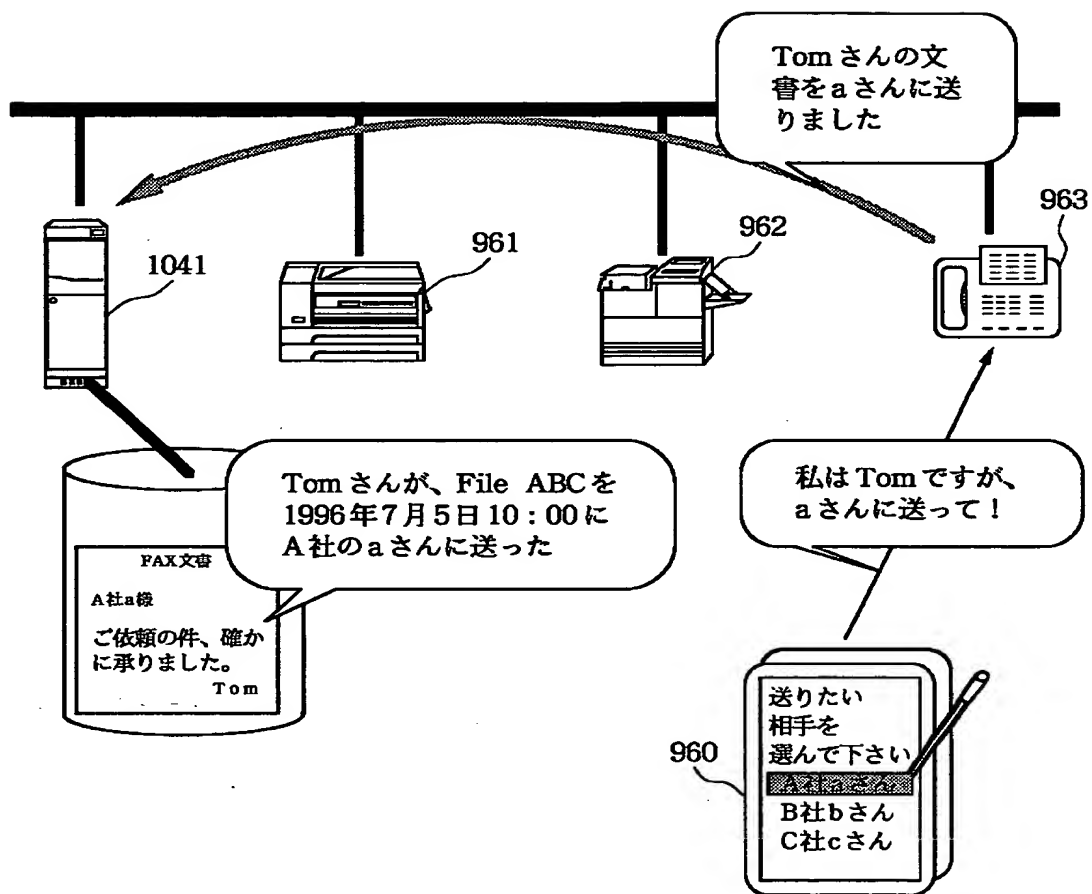 Tomさんの文
書をaさんに送
りました
963
962
961
1041
Tomさんが、File ABCを
1996年7月5日10：00に
A社のaさんに送った
私はTomですが、
aさんに送って！
FAX文書
A社a様
ご依頼の件、確か
に承りました。
Tom
960
送りたい
相手を
選んで下さい
A社aさん
B社bさん
C社cさん